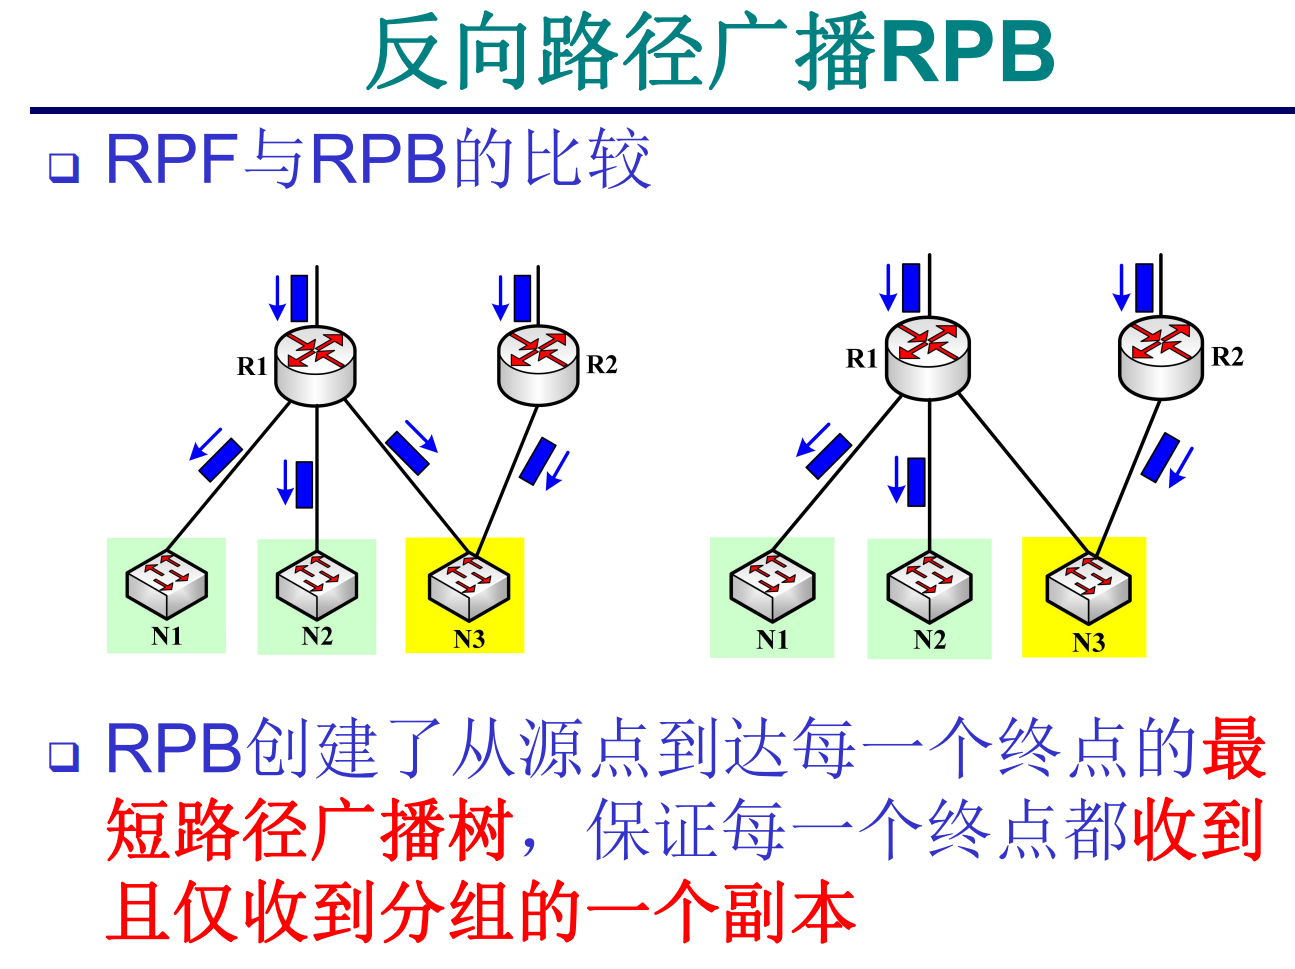 反向路径广播RPB
RPF与RPB的比较
R1
R2
N1
N2
N3
R1
R2
N1
N2
N3
RPB创建了从源点到达每一个终点的最
短路径广播树，保证每一个终点都收到
且仅收到分组的一个副本